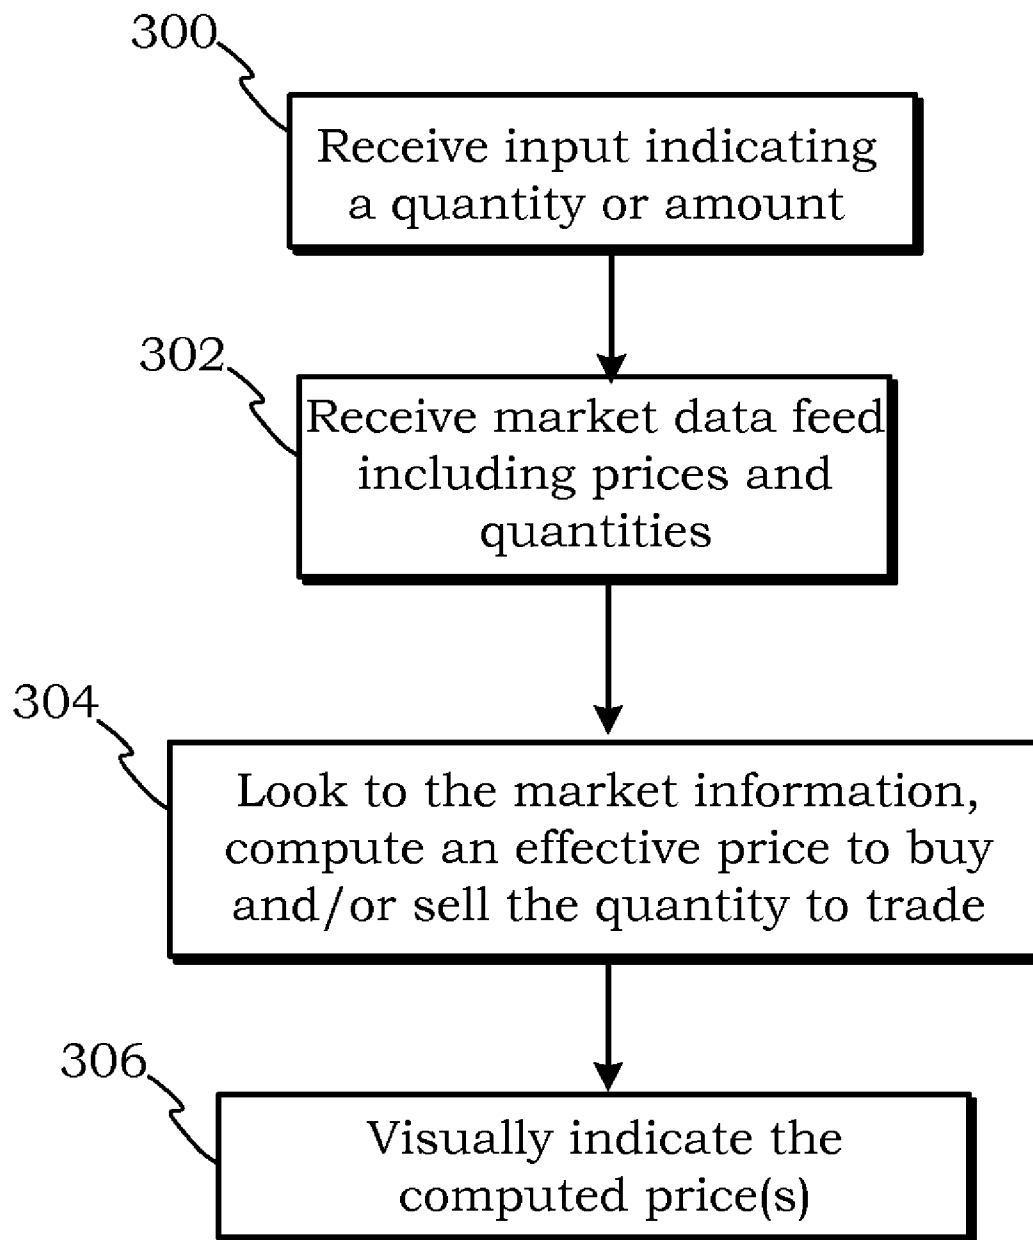 300
Receive input indicating
a quantity or amount
302
Receive market data feed
including prices and
quantities
304
Look to the market information,
compute an effective price to buy
and/or sell the quantity to trade
306
Visually indicate the
computed price(s)